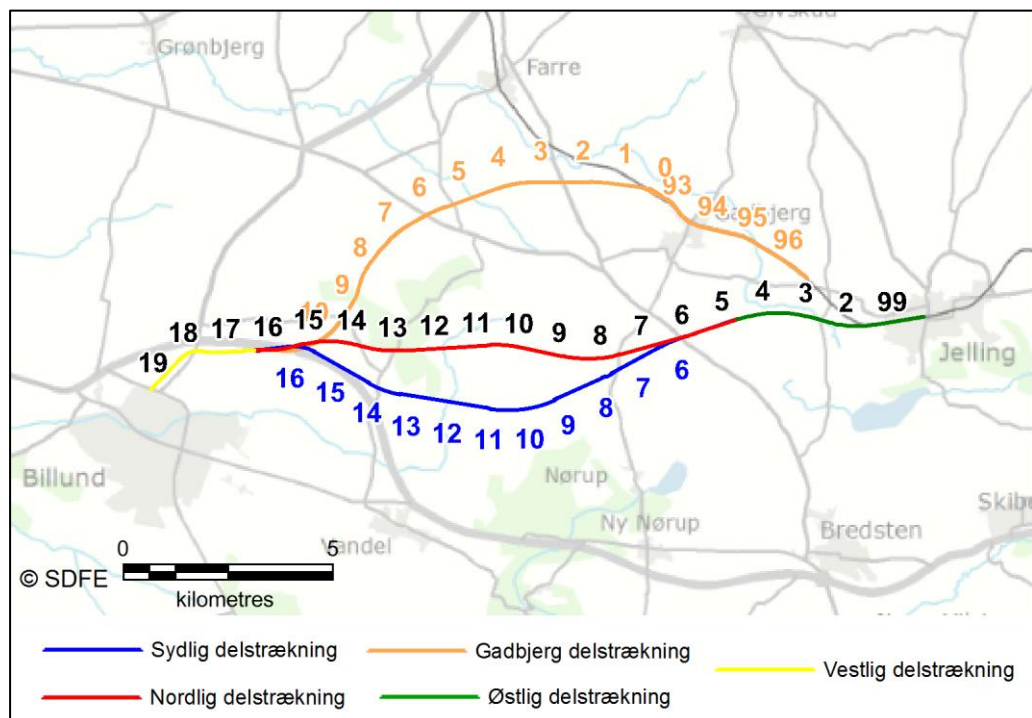 Givskud
Grønbjerg
Farre
4 3 2 1 0
5 93
6 94
7 95
Gadbjerg
8 96
9
10
18 17 16 15 14 13 12 11 10 9 8 7 6 5 4 3 2 99
19
16 15 14 13 12 11 10 9 8 7 6
Jelling
Billund
Nørup
Ny Nørup
Bredsten
Vandel
0 5
© SDFE
kilometres
Sydlig delstrækning
Gadbjerg delstrækning
Vestlig delstrækning
Nordlig delstrækning
Østlig delstrækning